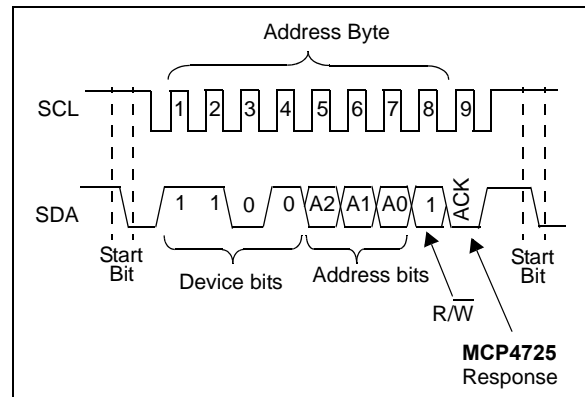 Address Byte
SCL 1 2 3 4 5 6 7 8 9
SDA 1 1 0 0 A2 A1 A0 1 ACK
Start Bit
Device bits
Address bits
Start Bit
R/W̅
MCP4725
Response